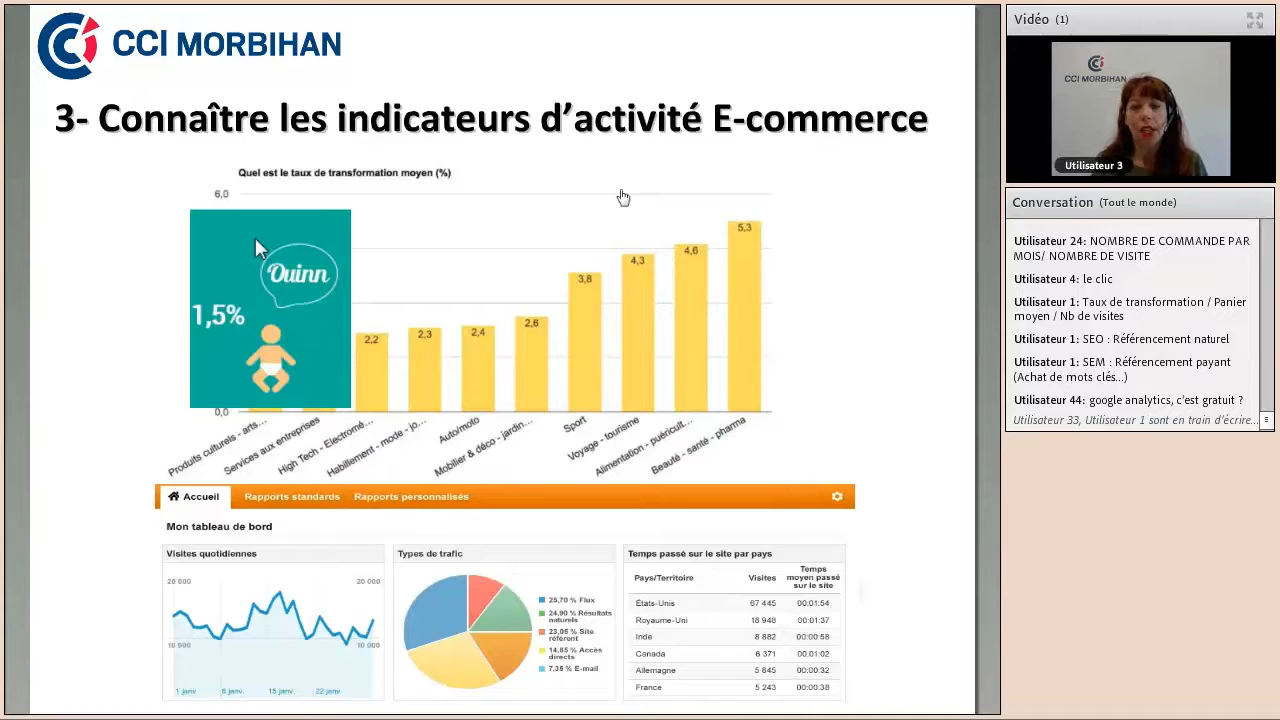 CCI MORBIHAN
3- Connaître les indicateurs d’activité E-commerce
Quel est le taux de transformation moyen (%)
6,0
Ouinn
1,5%
2,2
2,3
2,4
2,6
3,8
4,3
4,6
5,3
0,0
Produits culturels - arts...
Services aux entreprises
High Tech - Electromé...
Habillement - mode - jo...
Auto/moto
Mobilier & déco - jardin...
Sport
Voyage - tourisme
Alimentation - puéricult...
Beauté - santé - pharma
Accueil
Rapports standards
Rapports personnalisés
Mon tableau de bord
Visites quotidiennes
20 000
20 000
10 000
10 000
1 janv
8 janv.
15 janv.
22 janv
Types de trafic
25,70 % Flux
24,90 % Résultats
naturels
23,05 % Site
référent
14,85 % Accès
directs
7,35 % E-mail
Temps passé sur le site par pays
Pays/Territoire Visites Temps
moyen passé
sur le site
États-Unis 67 445 00:01:54
Royaume-Uni 18 948 00:01:37
Inde 8 882 00:00:58
Canada 6 371 00:01:02
Allemagne 5 845 00:00:32
France 5 243 00:00:38
Vidéo (1)
CCI MORBIHAN
Utilisateur 3
Conversation (Tout le monde)
Utilisateur 24: NOMBRE DE COMMANDE PAR
MOIS/ NOMBRE DE VISITE
Utilisateur 4: le clic
Utilisateur 1: Taux de transformation / Panier
moyen / Nb de visites
Utilisateur 1: SEO : Référencement naturel
Utilisateur 1: SEM : Référencement payant
(Achat de mots clés...)
Utilisateur 44: google analytics, c'est gratuit ?
Utilisateur 33, Utilisateur 1 sont en train d'écrire...